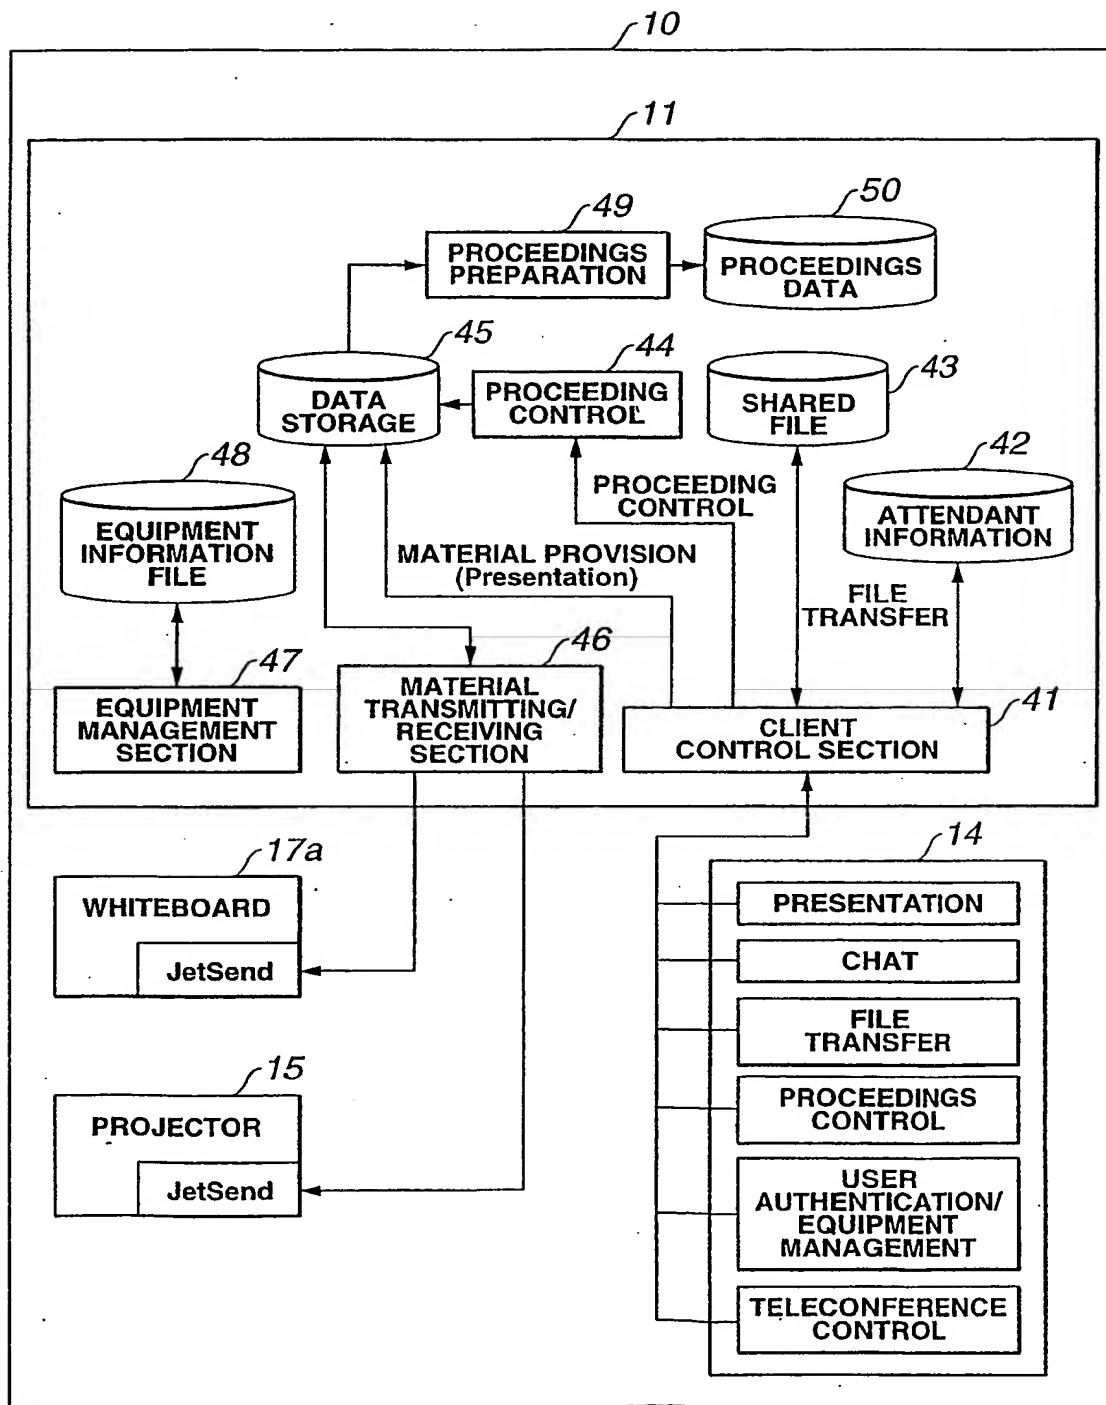 10
11
49
50
PROCEEDINGS
PREPARATION
PROCEEDINGS
DATA
45
44
43
DATA
STORAGE
PROCEEDING
CONTROL
SHARED
FILE
48
42
EQUIPMENT
INFORMATION
FILE
PROCEEDING
CONTROL
ATTENDANT
INFORMATION
MATERIAL PROVISION
(Presentation)
FILE
TRANSFER
47
46
41
EQUIPMENT
MANAGEMENT
SECTION
MATERIAL
TRANSMITTING/
RECEIVING
SECTION
CLIENT
CONTROL SECTION
17a
WHITEBOARD
JetSend
15
PROJECTOR
JetSend
14
PRESENTATION
CHAT
FILE
TRANSFER
PROCEEDINGS
CONTROL
USER
AUTHENTICATION/
EQUIPMENT
MANAGEMENT
TELECONFERENCE
CONTROL